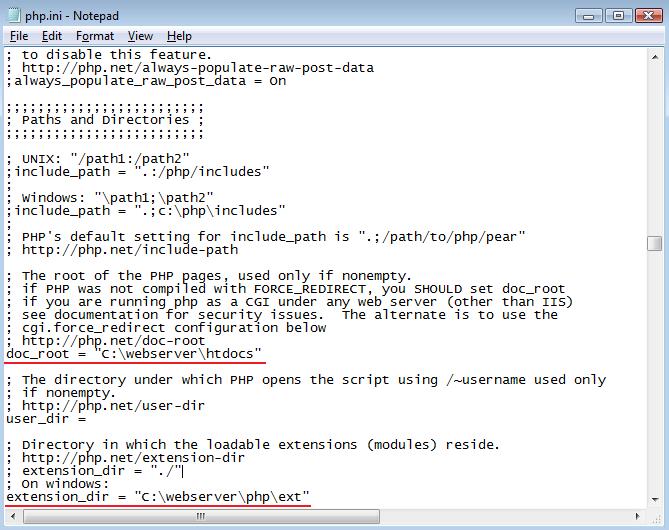 php.ini - Notepad
File Edit Format View Help
; to disable this feature.
; http://php.net/always-populate-raw-post-data
;always_populate_raw_post_data = On
;;;;;;;;;;;;;;;;;;;;;;;;;
; Paths and Directories ;
;;;;;;;;;;;;;;;;;;;;;;;;;
; UNIX: "/path1:/path2"
;include_path = ".:/php/includes"
;
; Windows: "\path1;\path2"
;include_path = ".;c:\php\includes"
;
; PHP's default setting for include_path is ".;/path/to/php/pear"
; http://php.net/include-path
; The root of the PHP pages, used only if nonempty.
; if PHP was not compiled with FORCE_REDIRECT, you SHOULD set doc_root
; if you are running php as a CGI under any web server (other than IIS)
; see documentation for security issues.  The alternate is to use the
; cgi.force_redirect configuration below
; http://php.net/doc-root
doc_root = "C:\webserver\htdocs"
; The directory under which PHP opens the script using /~username used only
; if nonempty.
; http://php.net/user-dir
user_dir =
; Directory in which the loadable extensions (modules) reside.
; http://php.net/extension-dir
; extension_dir = "./"
; On windows:
extension_dir = "C:\webserver\php\ext"